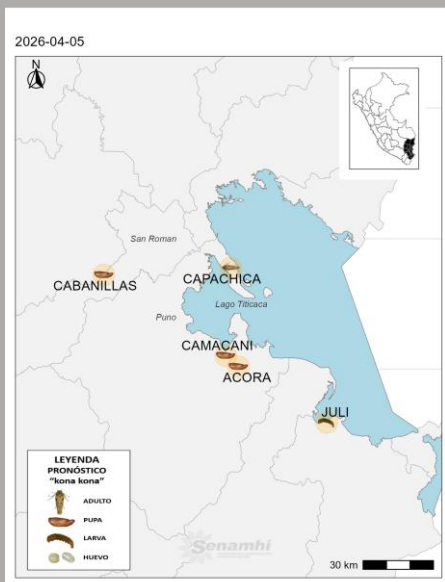 2026-04-05
N
San Roman
CABANILLAS
CAPACHICA
Lago Titicaca
Puno
CAMACANI
ACORA
JULI
LEYENDA
PRONÓSTICO
"kona kona"
ADULTO
PUPA
LARVA
HUEVO
Senamhi
30 km